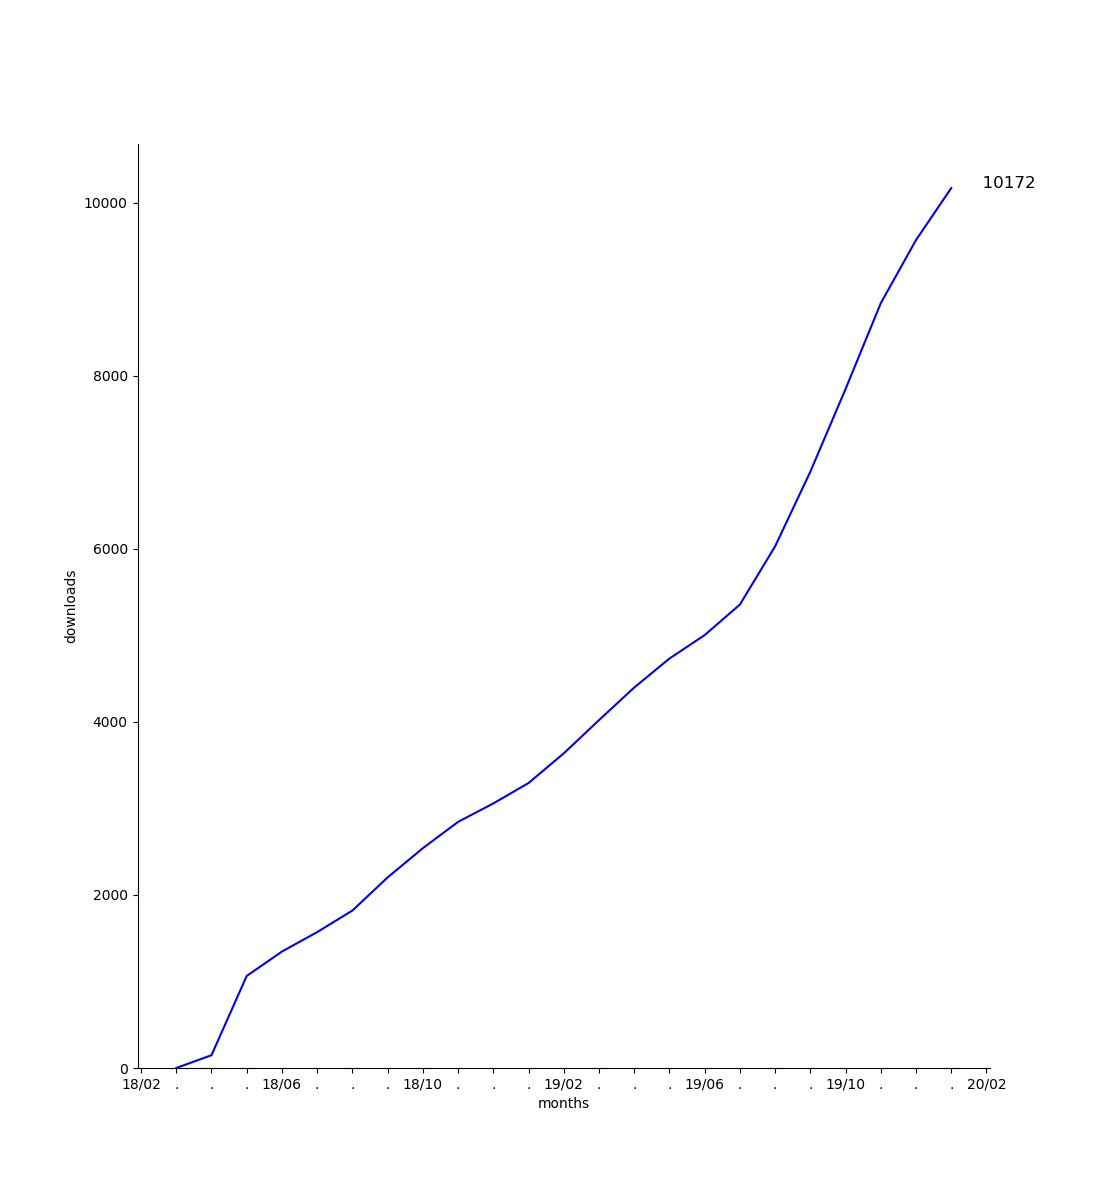 10172
10000
8000
6000
4000
2000
0
downloads
18/02 . . . 18/06 . . . 18/10 . . . 19/02 . . . 19/06 . . . 19/10 . . . 20/02
months